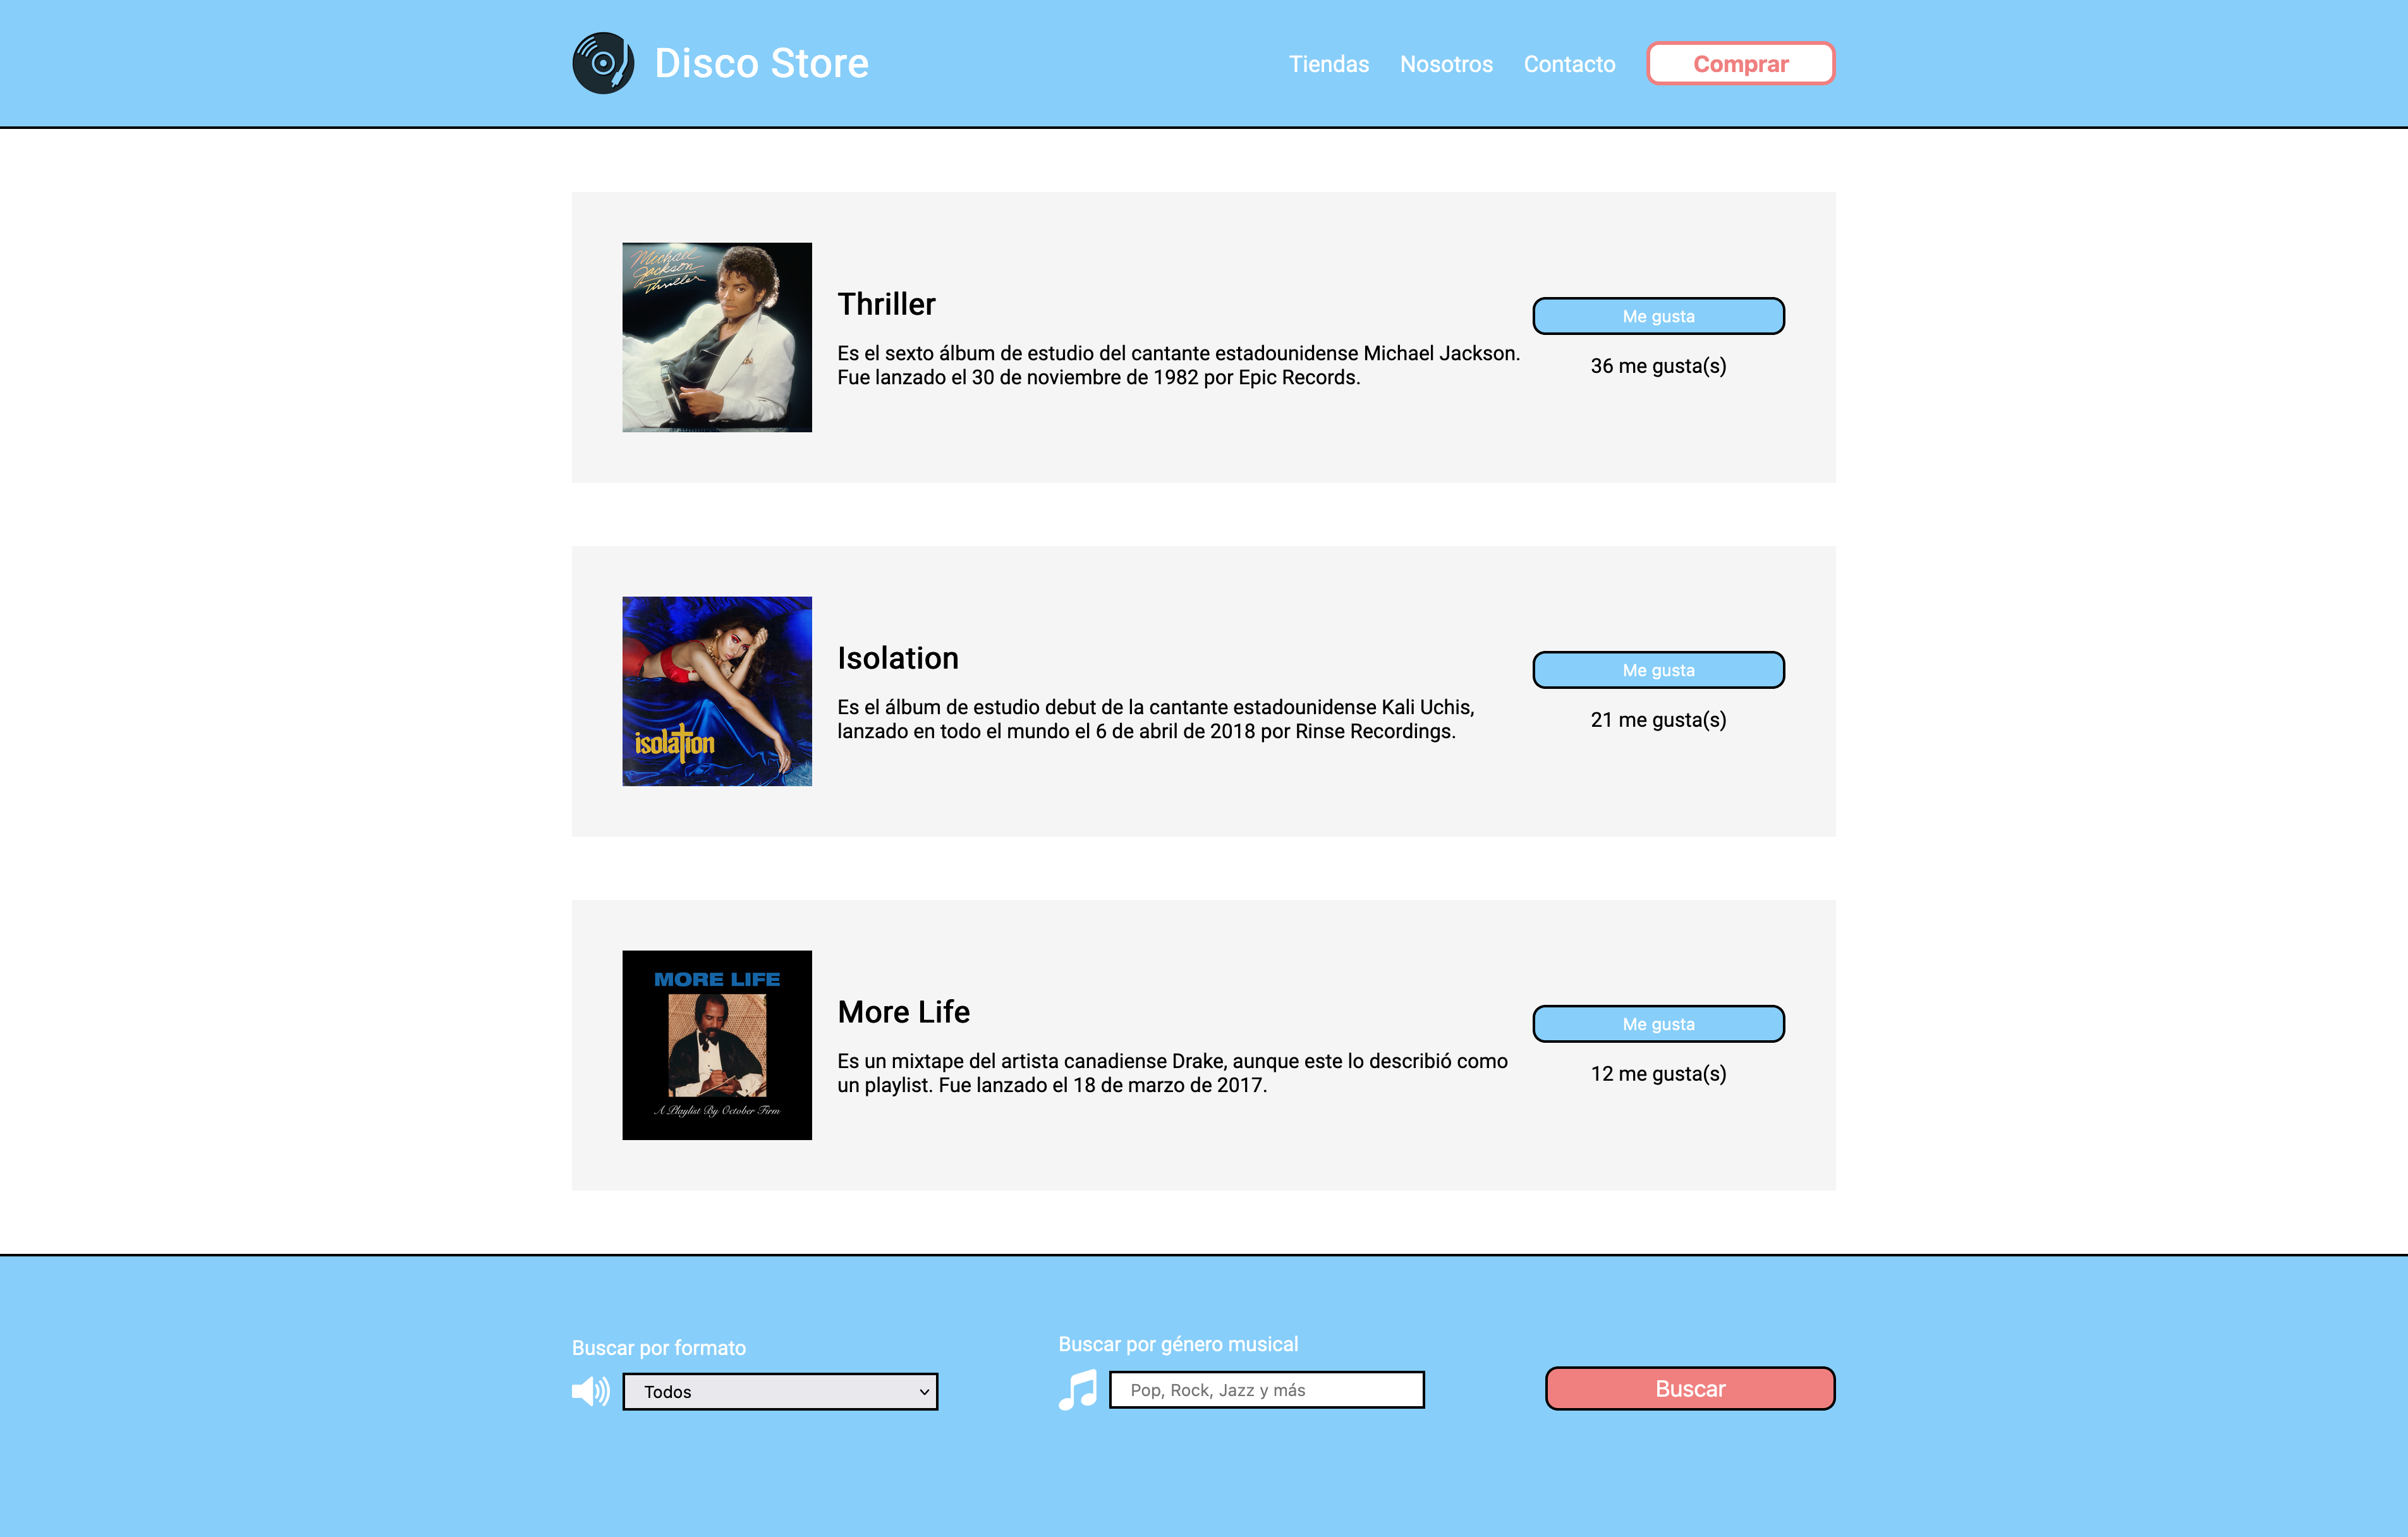 Disco Store
Tiendas
Nosotros
Contacto
Comprar
Michael
Jackson
Thriller
Thriller
Es el sexto álbum de estudio del cantante estadounidense Michael Jackson.
Fue lanzado el 30 de noviembre de 1982 por Epic Records.
Me gusta
36 me gusta(s)
isolation
Isolation
Es el álbum de estudio debut de la cantante estadounidense Kali Uchis,
lanzado en todo el mundo el 6 de abril de 2018 por Rinse Recordings.
Me gusta
21 me gusta(s)
MORE LIFE
A Playlist By October Firm
More Life
Es un mixtape del artista canadiense Drake, aunque este lo describió como
un playlist. Fue lanzado el 18 de marzo de 2017.
Me gusta
12 me gusta(s)
Buscar por formato
Todos
Buscar por género musical
Pop, Rock, Jazz y más
Buscar